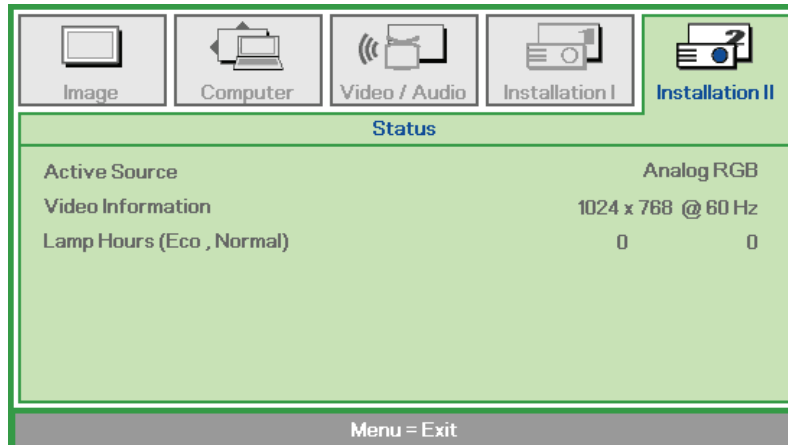 Image Computer Video / Audio Installation I 2 Installation II
Status
Active Source Analog RGB
Video Information 1024 x 768 @ 60 Hz
Lamp Hours (Eco , Normal) 0 0
Menu = Exit